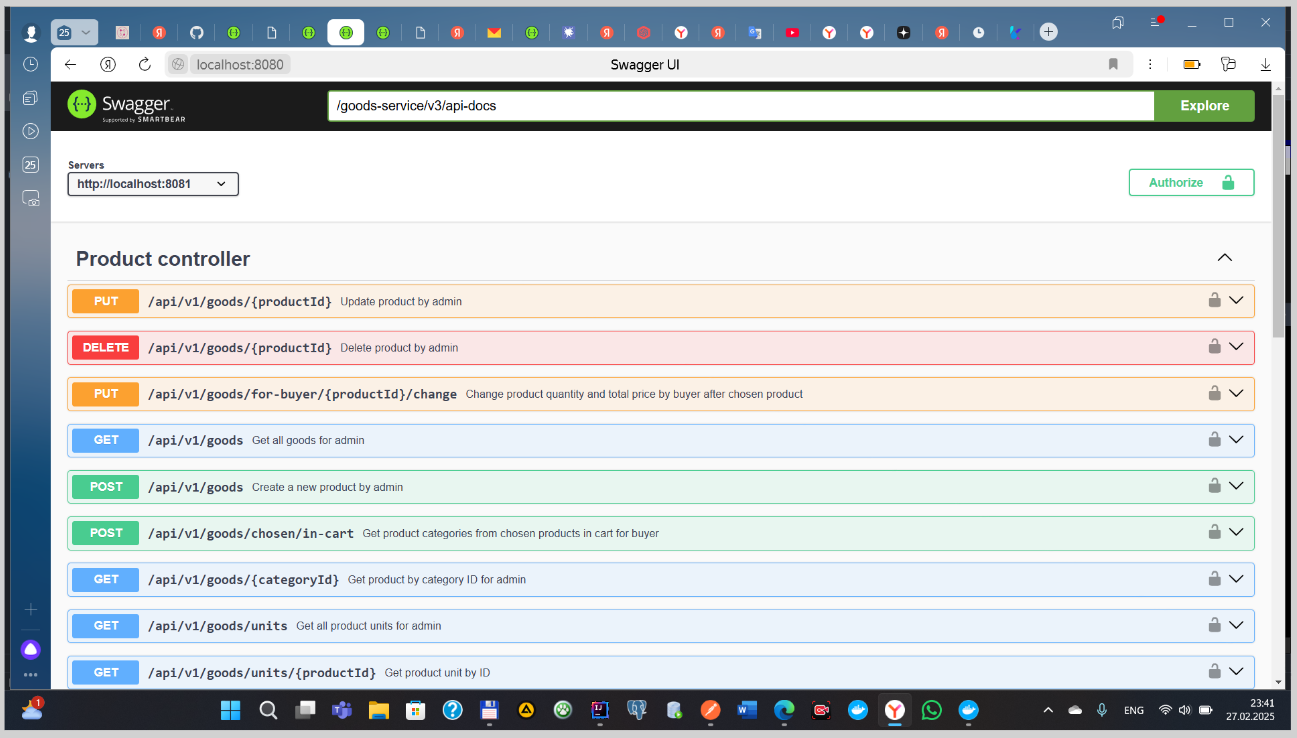 25
localhost:8080
Swagger UI
Swagger
Supported by SMARTBEAR
/goods-service/v3/api-docs
Explore
25
Servers
http://localhost:8081
Authorize
Product controller
PUT /api/v1/goods/{productId} Update product by admin
DELETE /api/v1/goods/{productId} Delete product by admin
PUT /api/v1/goods/for-buyer/{productId}/change Change product quantity and total price by buyer after chosen product
GET /api/v1/goods Get all goods for admin
POST /api/v1/goods Create a new product by admin
POST /api/v1/goods/chosen/in-cart Get product categories from chosen products in cart for buyer
GET /api/v1/goods/{categoryId} Get product by category ID for admin
GET /api/v1/goods/units Get all product units for admin
GET /api/v1/goods/units/{productId} Get product unit by ID
1
ENG
23:41
27.02.2025